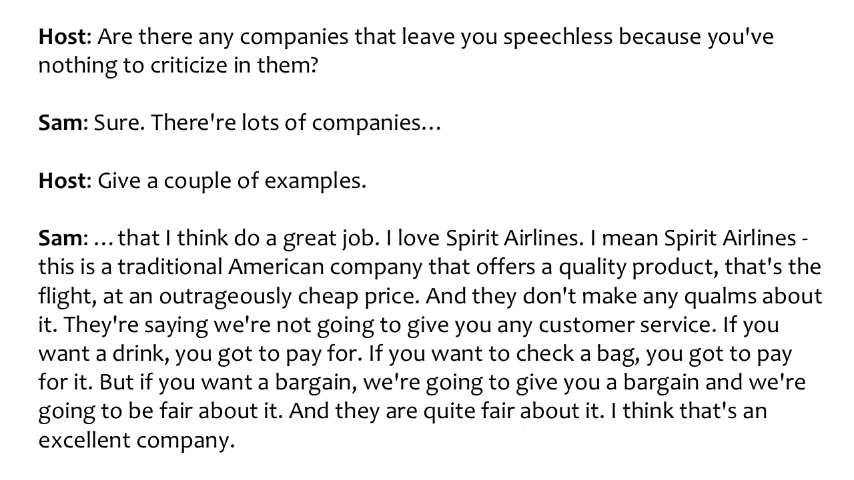 Host: Are there any companies that leave you speechless because you've
nothing to criticize in them?
Sam: Sure. There're lots of companies…
Host: Give a couple of examples.
Sam: …that I think do a great job. I love Spirit Airlines. I mean Spirit Airlines -
this is a traditional American company that offers a quality product, that's the
flight, at an outrageously cheap price. And they don't make any qualms about
it. They're saying we're not going to give you any customer service. If you
want a drink, you got to pay for. If you want to check a bag, you got to pay
for it. But if you want a bargain, we're going to give you a bargain and we're
going to be fair about it. And they are quite fair about it. I think that's an
excellent company.